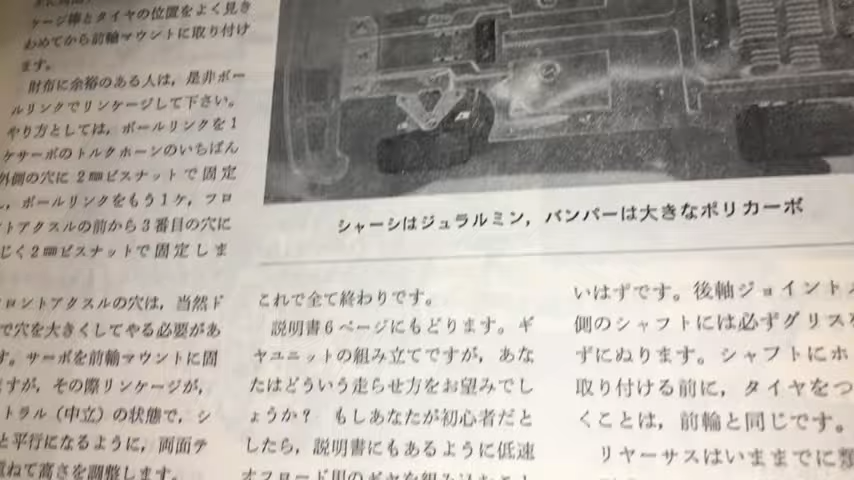 ケージ棒とタイヤの位置をよく見き
わめてから前輪マウントに取り付け
ます。
財布に余裕のある人は，是非ボー
ルリンクでリンケージして下さい。
やり方としては，ボールリンクを1
ケサーボのトルクホーンのいちばん
外側の穴に2㎜ビスナットで固定
，ボールリンクをもう1ケ，フロ
トアクスルの前から3番目の穴に
じく2㎜ビスナットで固定しま
シャーシはジュラルミン，バンパーは大きなポリカーボ
フロントアクスルの穴は，当然ド
で穴を大きくしてやる必要があ
す。サーボを前輪マウントに固
ますが，その際リンケージが，
トラル（中立）の状態で，シ
と平行になるように，両面テ
重ねて高さを調整します。
これで全て終わりです。
説明書6ページにもどります。ギ
ヤユニットの組み立てですが，あな
たはどういう走らせ方をお望みでし
ょうか？　もしあなたが初心者だと
したら，説明書にもあるように低速
オフロード用のギヤを組み込むこ
いはずです。後軸ジョイント
側のシャフトには必ずグリスを
ずにぬります。シャフトにホ
取り付ける前に，タイヤをつ
くことは，前輪と同じです。
リヤーサスはいままでに類